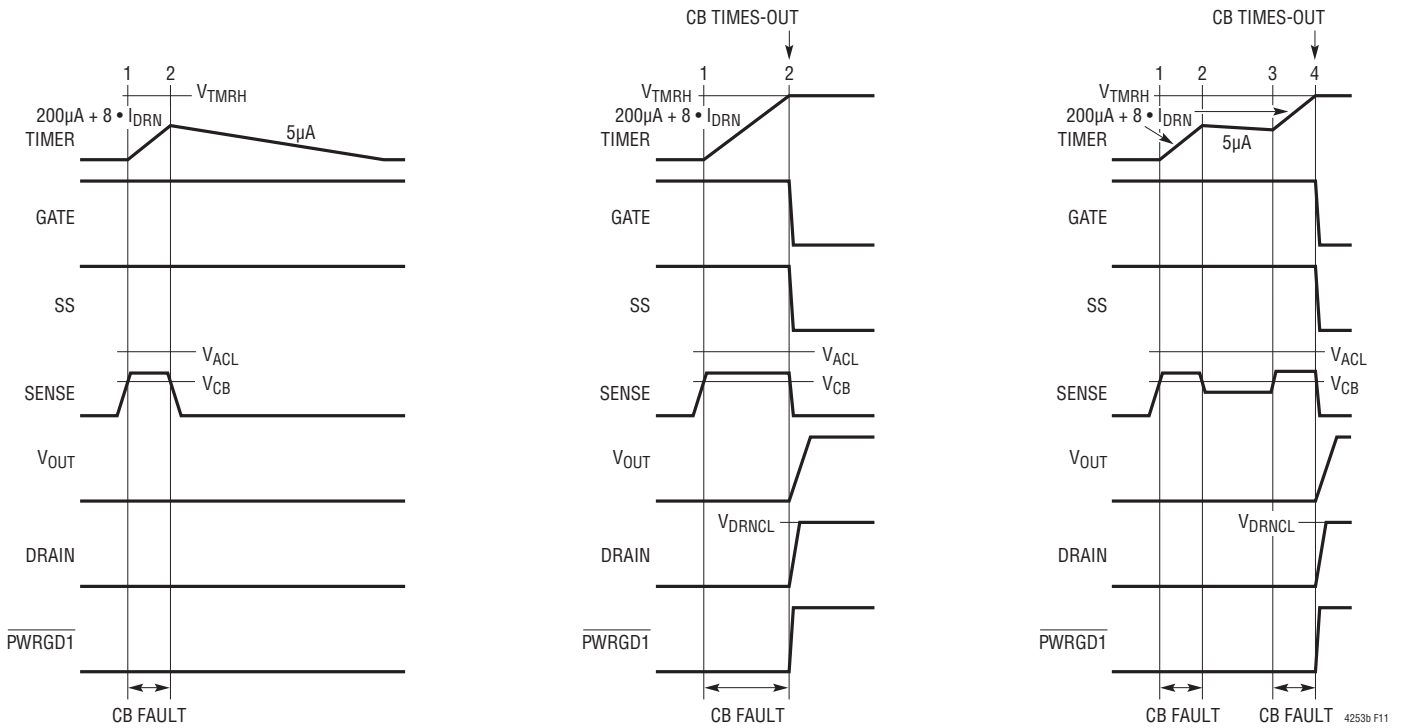 1 2
VTMRH
200µA + 8 • IDRN
TIMER
5µA
GATE
SS
VACL
VCB
SENSE
VOUT
DRAIN
PWRGD1
CB FAULT
CB TIMES-OUT
1 2
VTMRH
200µA + 8 • IDRN
TIMER
GATE
SS
VACL
VCB
SENSE
VOUT
VDRNCL
DRAIN
PWRGD1
CB FAULT
CB TIMES-OUT
1 2 3 4
VTMRH
200µA + 8 • IDRN
TIMER
5µA
GATE
SS
VACL
VCB
SENSE
VOUT
VDRNCL
DRAIN
PWRGD1
CB FAULT CB FAULT
4253b F11